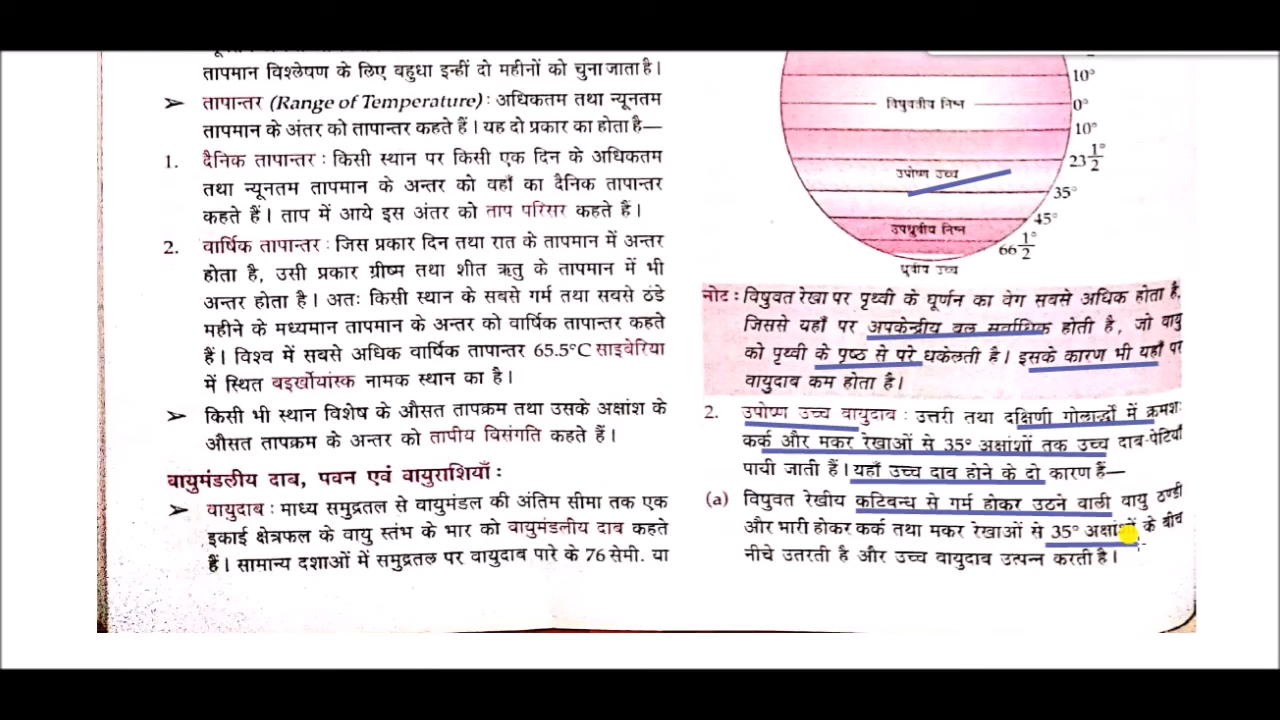 तापमान विश्लेषण के लिए बहुधा इन्हीं दो महीनों को चुना जाता है।
➢ तापान्तर (Range of Temperature) : अधिकतम तथा न्यूनतम
तापमान के अंतर को तापान्तर कहते हैं। यह दो प्रकार का होता है—
1. दैनिक तापान्तर : किसी स्थान पर किसी एक दिन के अधिकतम
तथा न्यूनतम तापमान के अन्तर को वहाँ का दैनिक तापान्तर
कहते हैं। ताप में आये इस अंतर को ताप परिसर कहते हैं।
2. वार्षिक तापान्तर : जिस प्रकार दिन तथा रात के तापमान में अन्तर
होता है, उसी प्रकार ग्रीष्म तथा शीत ऋतु के तापमान में भी
अन्तर होता है। अतः किसी स्थान के सबसे गर्म तथा सबसे ठंडे
महीने के मध्यमान तापमान के अन्तर को वार्षिक तापान्तर कहते
हैं। विश्व में सबसे अधिक वार्षिक तापान्तर 65.5°C साइबेरिया
में स्थित बइर्खोयांस्क नामक स्थान का है।
➢ किसी भी स्थान विशेष के औसत तापक्रम तथा उसके अक्षांश के
औसत तापक्रम के अन्तर को तापीय विसंगति कहते हैं।
वायुमंडलीय दाब, पवन एवं वायुराशियाँ :
➢ वायुदाब : माध्य समुद्रतल से वायुमंडल की अंतिम सीमा तक एक
इकाई क्षेत्रफल के वायु स्तंभ के भार को वायुमंडलीय दाब कहते
हैं। सामान्य दशाओं में समुद्रतल पर वायुदाब पारे के 76 सेमी. या
10°
विषुवतीय निम्न 0°
10°
23 1/2°
उपोष्ण उच्च
35°
45°
उपध्रुवीय निम्न
66 1/2°
ध्रुवीय उच्च
नोट : विषुवत रेखा पर पृथ्वी के घूर्णन का वेग सबसे अधिक होता है,
जिससे यहाँ पर अपकेन्द्रीय बल सर्वाधिक होती है, जो वायु
को पृथ्वी के पृष्ठ से परे धकेलती है। इसके कारण भी यहाँ पर
वायुदाब कम होता है।
2. उपोष्ण उच्च वायुदाब : उत्तरी तथा दक्षिणी गोलार्द्धों में क्रमशः
कर्क और मकर रेखाओं से 35° अक्षांशों तक उच्च दाब-पेटियाँ
पायी जाती हैं। यहाँ उच्च दाब होने के दो कारण हैं—
(a) विषुवत रेखीय कटिबन्ध से गर्म होकर उठने वाली वायु ठण्डी
और भारी होकर कर्क तथा मकर रेखाओं से 35° अक्षांशों के बीच
नीचे उतरती है और उच्च वायुदाब उत्पन्न करती है।